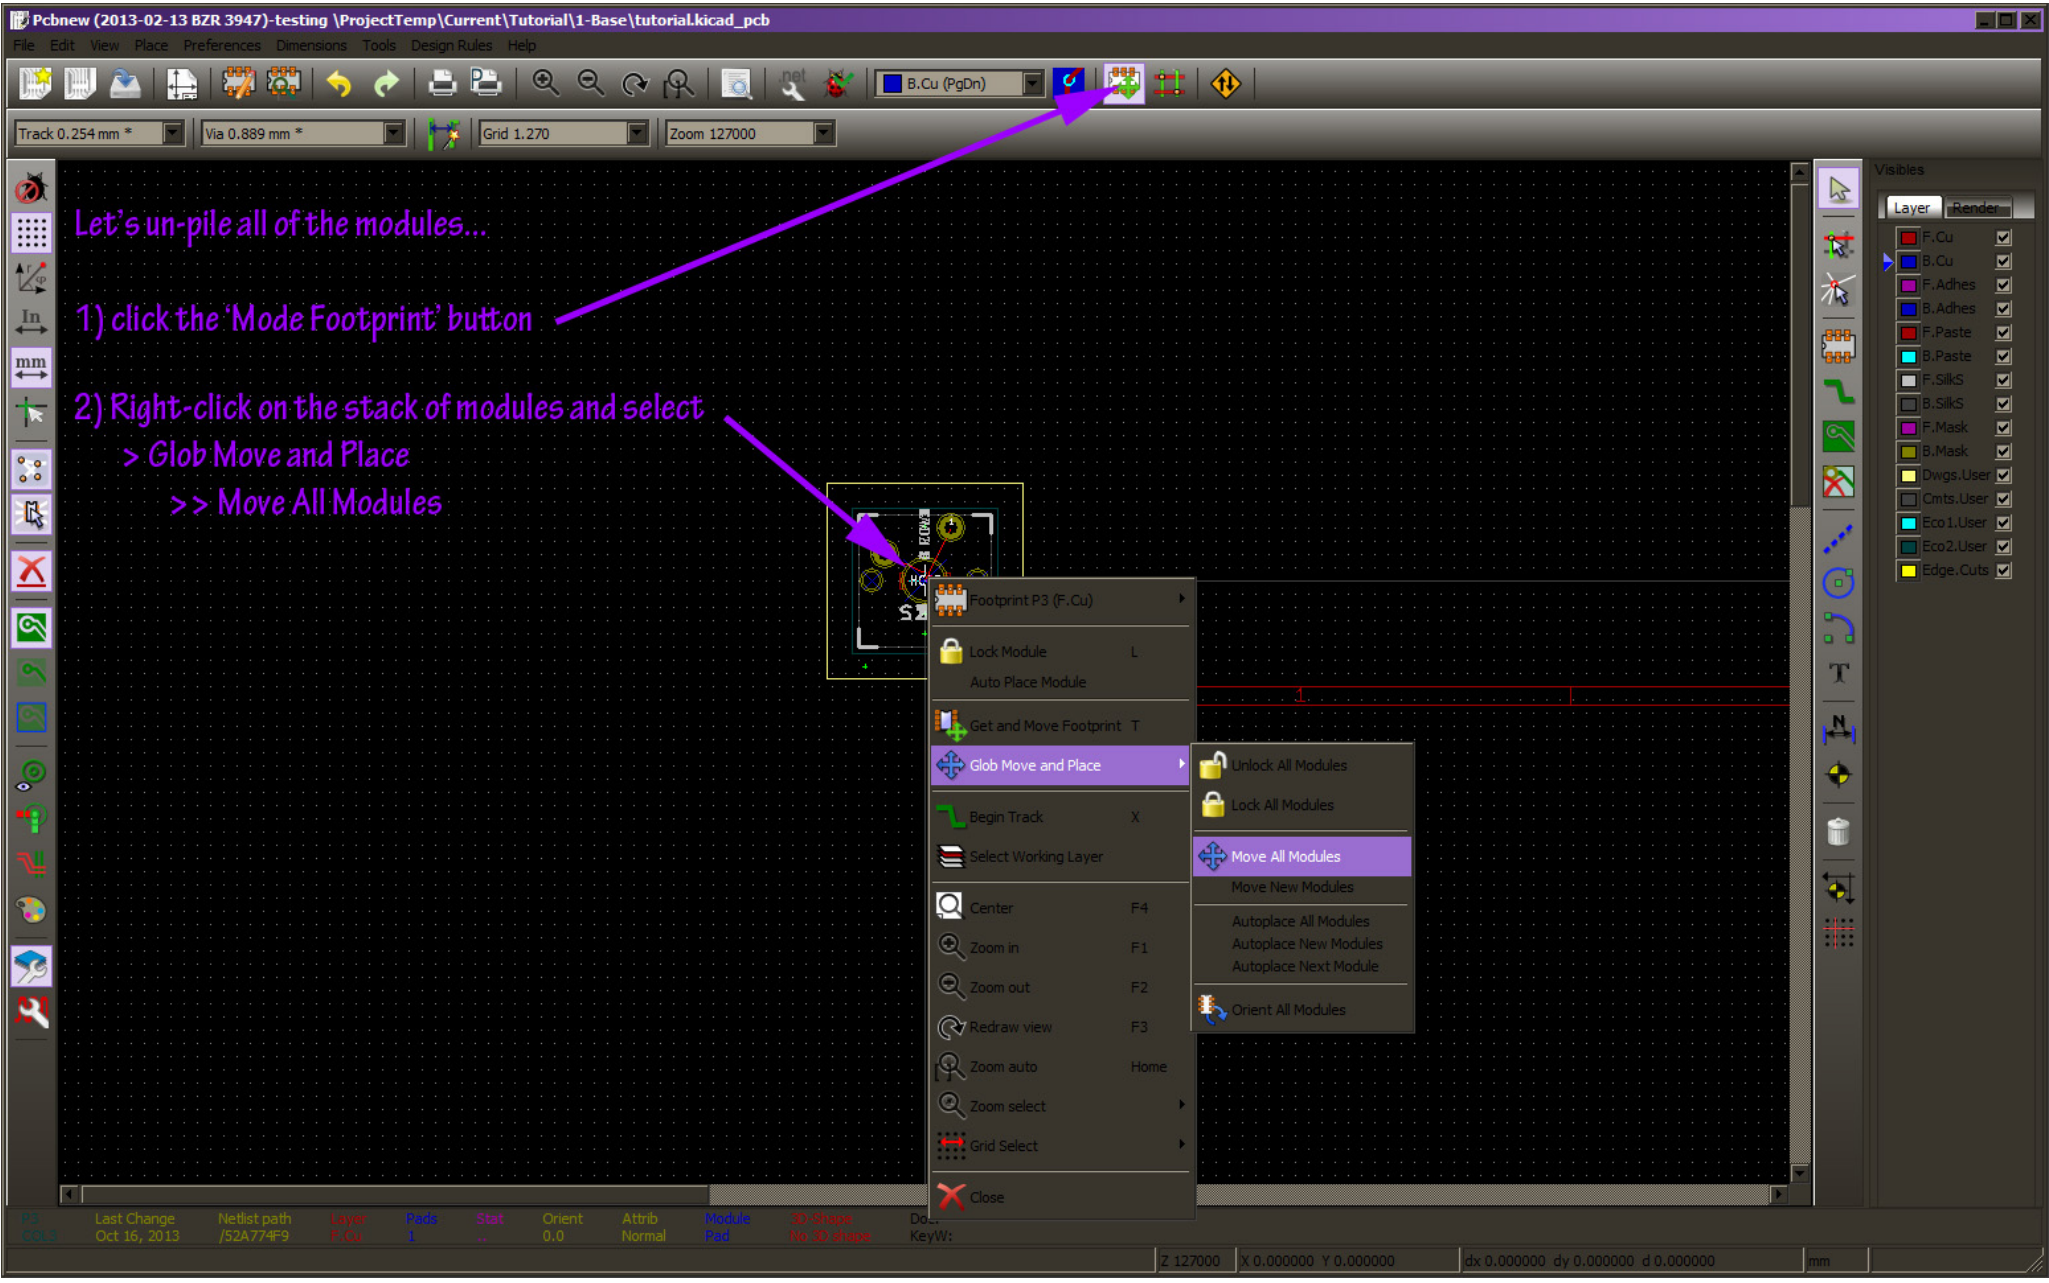 Pcbnew (2013-02-13 BZR 3947)-testing \ProjectTemp\Current\Tutorial\1-Base\tutorial.kicad_pcb
File Edit View Place Preferences Dimensions Tools Design Rules Help
.net
B.Cu (PgDn)
Track 0.254 mm *
Via 0.889 mm *
Grid 1.270
Zoom 127000
Let's un-pile all of the modules...
1) click the 'Mode Footprint' button
2) Right-click on the stack of modules and select
> Glob Move and Place
>> Move All Modules
In
mm
Footprint P3 (F.Cu)
Lock Module L
Auto Place Module
Get and Move Footprint T
Glob Move and Place
Begin Track X
Select Working Layer
Center F4
Zoom in F1
Zoom out F2
Redraw view F3
Zoom auto Home
Zoom select
Grid Select
Close
Unlock All Modules
Lock All Modules
Move All Modules
Move New Modules
Autoplace All Modules
Autoplace New Modules
Autoplace Next Module
Orient All Modules
1
T
N
Visibles
Layer Render
F.Cu
B.Cu
F.Adhes
B.Adhes
F.Paste
B.Paste
F.SilkS
B.SilkS
F.Mask
B.Mask
Dwgs.User
Cmts.User
Eco1.User
Eco2.User
Edge.Cuts
P3 Last Change Netlist path Layer Pads Stat Orient Attrib Module 3D-Shape
Oct 16, 2013 /52A774F9 F.Cu 1 .. 0.0 Normal Pad No 3D shape KeyW:
Z 127000 X 0.000000 Y 0.000000 dx 0.000000 dy 0.000000 d 0.000000 mm